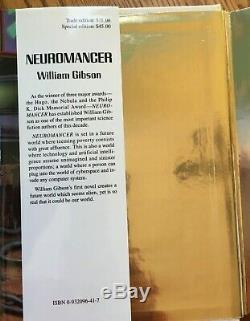 Trade edition: $15.00
Special edition: $45.00
NEUROMANCER
William Gibson
As the winner of three major awards—
the Hugo, the Nebula and the Philip
K. Dick Memorial Award—NEURO-
MANCER has established William Gib-
son as one of the most important science
fiction authors of this decade.
NEUROMANCER is set in a future
world where teeming poverty contrasts
with great affluence. This is also a world
where technology and artificial intelli-
gence assume unimagined and sinister
proportions; a world where a person can
plug into the world of cyberspace and in-
vade any computer system.
William Gibson's first novel creates a
future world which seems alien, yet is so
real that it could be our world.
ISBN 0-932096-41-7